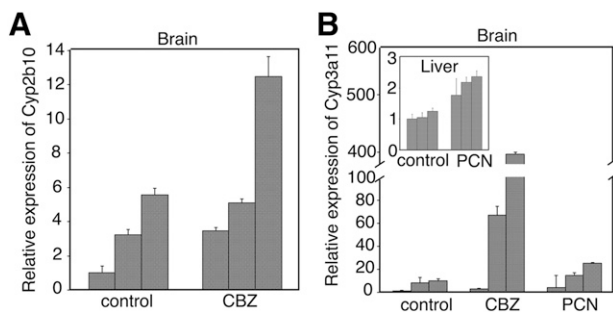 A
Brain
Relative expression of Cyp2b10
14
12
10
8
6
4
2
0
control
CBZ
B
Brain
Relative expression of Cyp3a11
600
500
400
100
80
60
40
20
0
Liver
3
2
1
0
control
PCN
control
CBZ
PCN